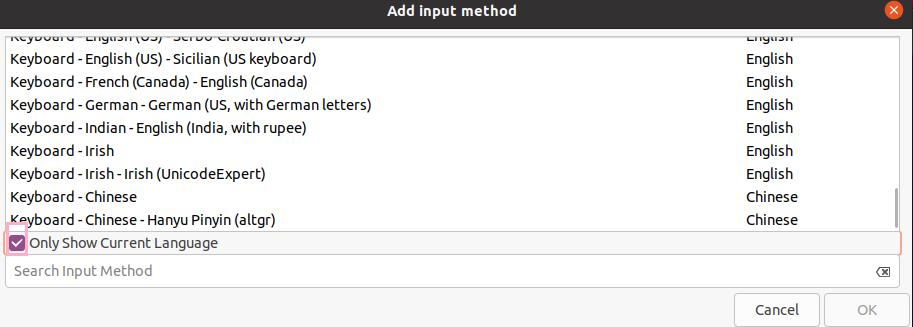 Add input method
Keyboard - English (US) - Serbo-Croatian (US) English
Keyboard - English (US) - Sicilian (US keyboard) English
Keyboard - French (Canada) - English (Canada) English
Keyboard - German - German (US, with German letters) English
Keyboard - Indian - English (India, with rupee) English
Keyboard - Irish English
Keyboard - Irish - Irish (UnicodeExpert) English
Keyboard - Chinese Chinese
Keyboard - Chinese - Hanyu Pinyin (altgr) Chinese
Only Show Current Language
Search Input Method
Cancel OK